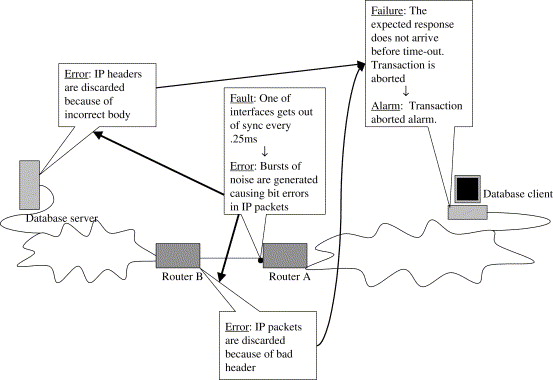 Failure: The
expected response
does not arrive
before time-out.
Transaction is
aborted
↓
Alarm: Transaction
aborted alarm.
Error: IP headers
are discarded
because of
incorrect body
Fault: One of
interfaces gets out
of sync every
.25ms
↓
Error: Bursts of
noise are generated
causing bit errors
in IP packets
Database client
Database server
Router B
Router A
Error: IP packets
are discarded
because of bad
header